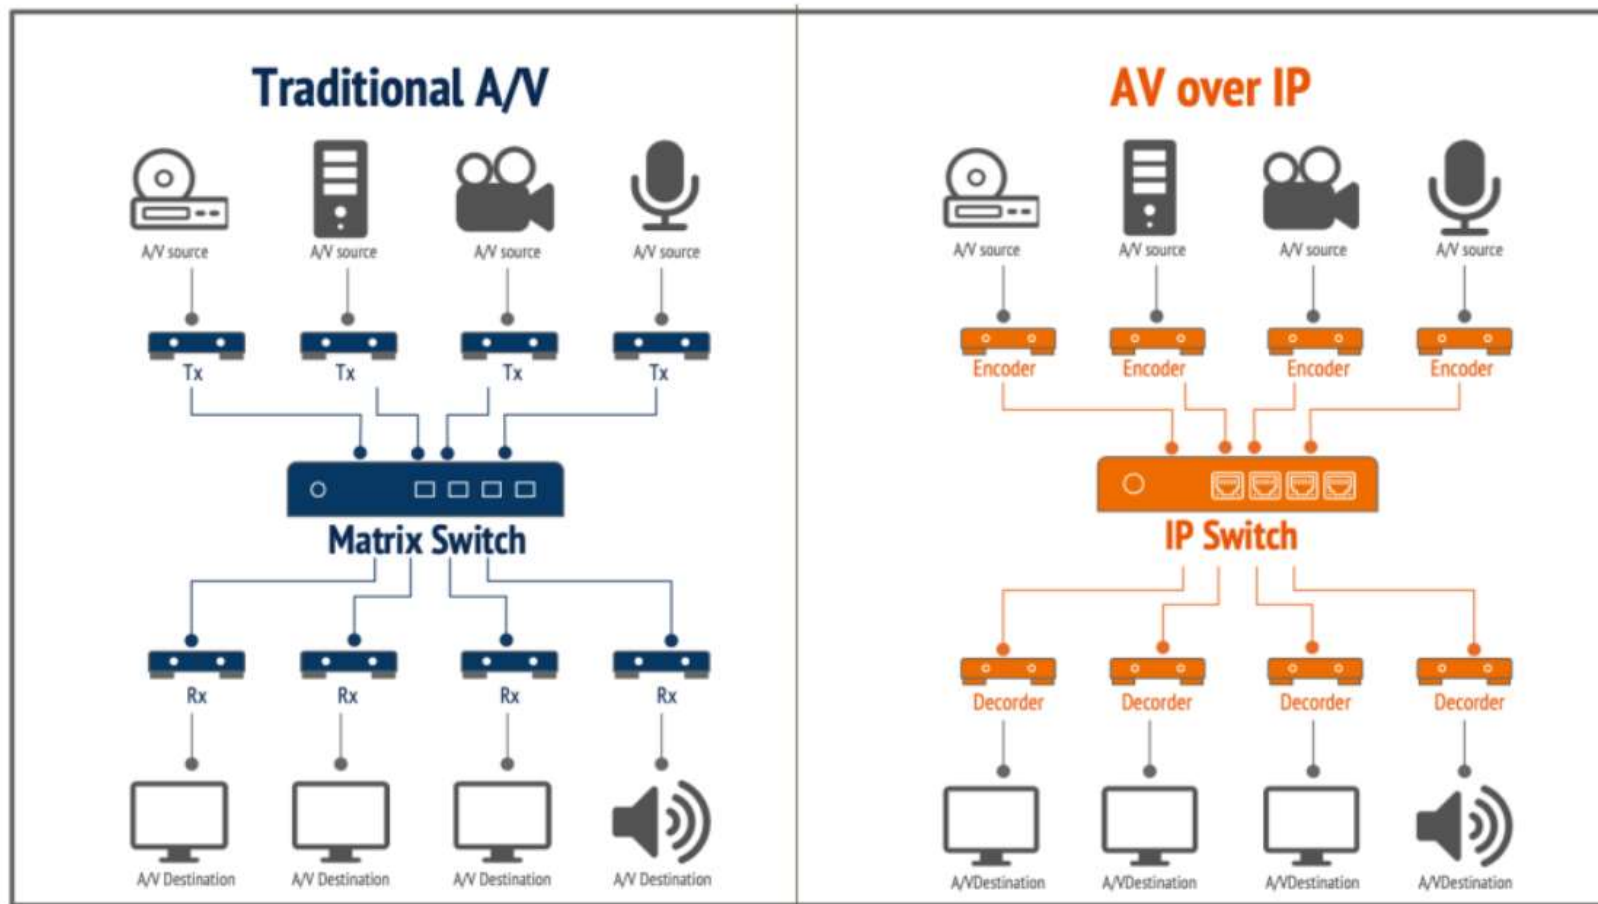 Traditional A/V
A/V source A/V source A/V source A/V source
Tx Tx Tx Tx
Matrix Switch
Rx Rx Rx Rx
A/V Destination A/V Destination A/V Destination A/V Destination
AV over IP
A/V source A/V source A/V source A/V source
Encoder Encoder Encoder Encoder
IP Switch
Decorder Decorder Decorder Decorder
A/VDestination A/VDestination A/VDestination A/VDestination